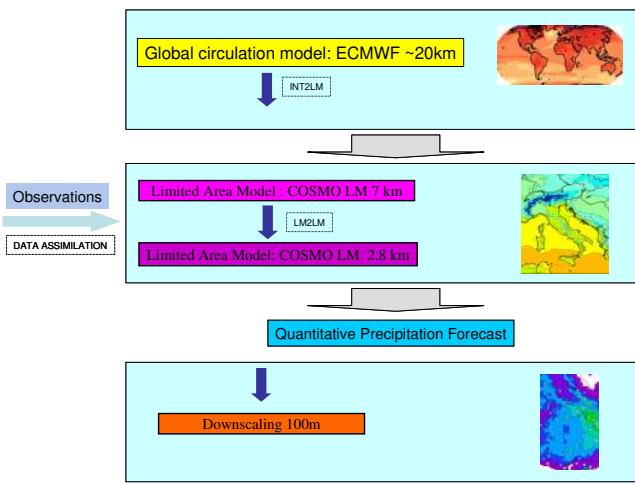 Global circulation model: ECMWF ~20km
INT2LM
Observations
DATA ASSIMILATION
Limited Area Model : COSMO LM 7 km
LM2LM
Limited Area Model: COSMO LM 2.8 km
Quantitative Precipitation Forecast
Downscaling 100m